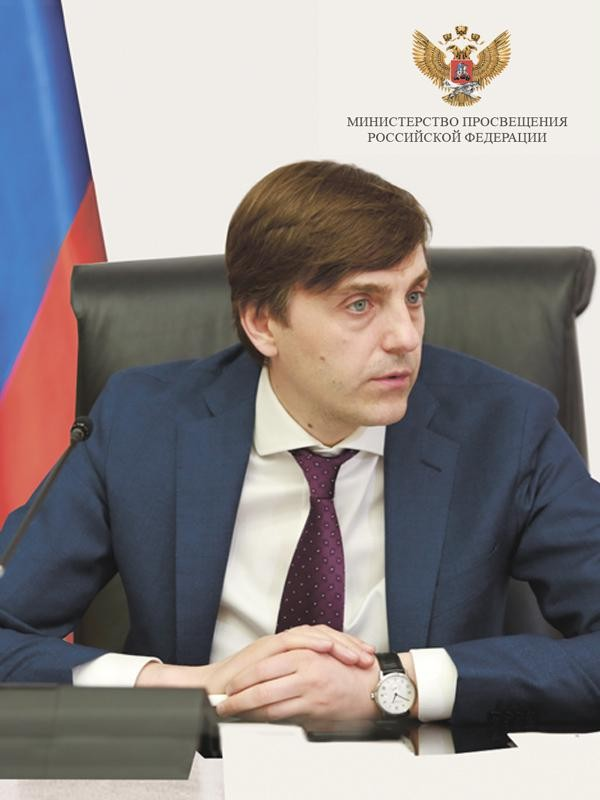 МИНИСТЕРСТВО ПРОСВЕЩЕНИЯ
РОССИЙСКОЙ ФЕДЕРАЦИИ